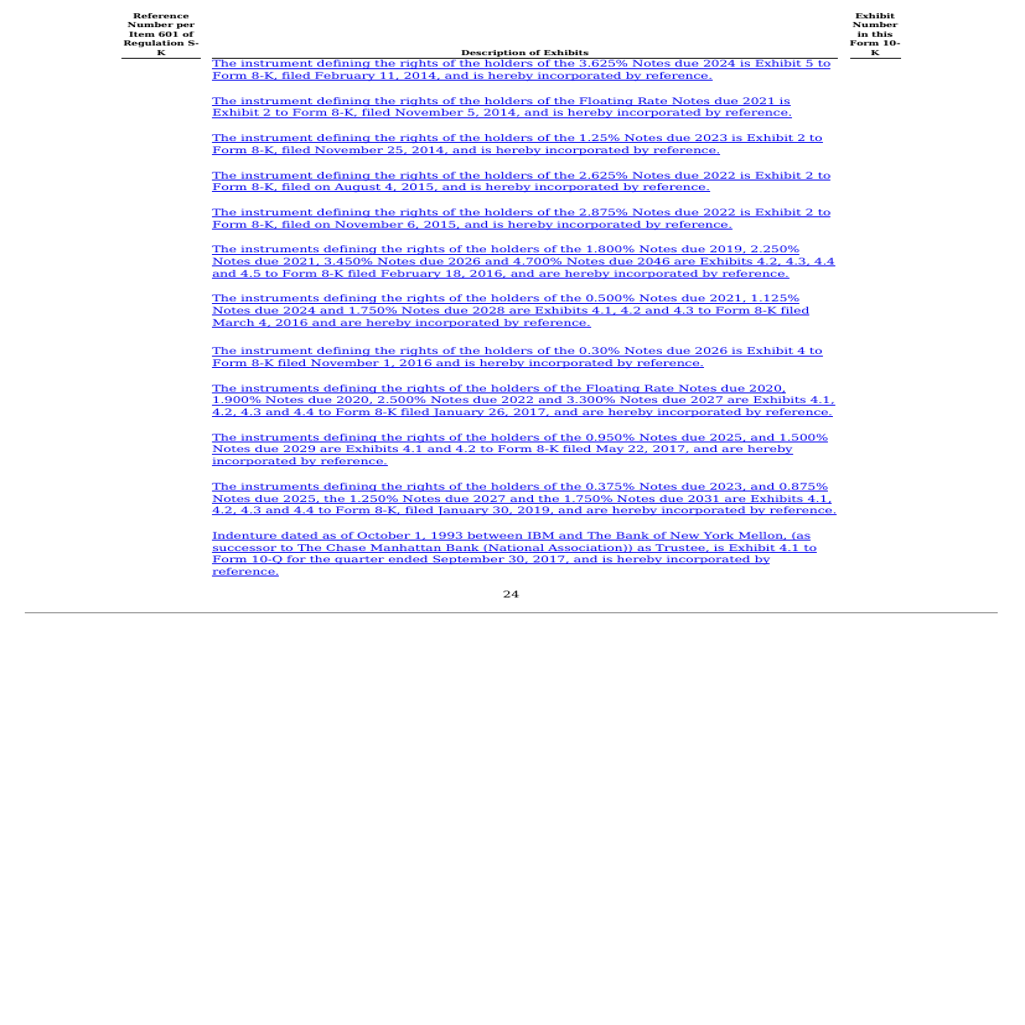 Reference
Number per
Item 601 of
Regulation S-
K
Description of Exhibits
Exhibit
Number
in this
Form 10-
K
The instrument defining the rights of the holders of the 3.625% Notes due 2024 is Exhibit 5 to
Form 8-K, filed February 11, 2014, and is hereby incorporated by reference.
The instrument defining the rights of the holders of the Floating Rate Notes due 2021 is
Exhibit 2 to Form 8-K, filed November 5, 2014, and is hereby incorporated by reference.
The instrument defining the rights of the holders of the 1.25% Notes due 2023 is Exhibit 2 to
Form 8-K, filed November 25, 2014, and is hereby incorporated by reference.
The instrument defining the rights of the holders of the 2.625% Notes due 2022 is Exhibit 2 to
Form 8-K, filed on August 4, 2015, and is hereby incorporated by reference.
The instrument defining the rights of the holders of the 2.875% Notes due 2022 is Exhibit 2 to
Form 8-K, filed on November 6, 2015, and is hereby incorporated by reference.
The instruments defining the rights of the holders of the 1.800% Notes due 2019, 2.250%
Notes due 2021, 3.450% Notes due 2026 and 4.700% Notes due 2046 are Exhibits 4.2, 4.3, 4.4
and 4.5 to Form 8-K filed February 18, 2016, and are hereby incorporated by reference.
The instruments defining the rights of the holders of the 0.500% Notes due 2021, 1.125%
Notes due 2024 and 1.750% Notes due 2028 are Exhibits 4.1, 4.2 and 4.3 to Form 8-K filed
March 4, 2016 and are hereby incorporated by reference.
The instrument defining the rights of the holders of the 0.30% Notes due 2026 is Exhibit 4 to
Form 8-K filed November 1, 2016 and is hereby incorporated by reference.
The instruments defining the rights of the holders of the Floating Rate Notes due 2020,
1.900% Notes due 2020, 2.500% Notes due 2022 and 3.300% Notes due 2027 are Exhibits 4.1,
4.2, 4.3 and 4.4 to Form 8-K filed January 26, 2017, and are hereby incorporated by reference.
The instruments defining the rights of the holders of the 0.950% Notes due 2025, and 1.500%
Notes due 2029 are Exhibits 4.1 and 4.2 to Form 8-K filed May 22, 2017, and are hereby
incorporated by reference.
The instruments defining the rights of the holders of the 0.375% Notes due 2023, and 0.875%
Notes due 2025, the 1.250% Notes due 2027 and the 1.750% Notes due 2031 are Exhibits 4.1,
4.2, 4.3 and 4.4 to Form 8-K, filed January 30, 2019, and are hereby incorporated by reference.
Indenture dated as of October 1, 1993 between IBM and The Bank of New York Mellon, (as
successor to The Chase Manhattan Bank (National Association)) as Trustee, is Exhibit 4.1 to
Form 10-Q for the quarter ended September 30, 2017, and is hereby incorporated by
reference.
24